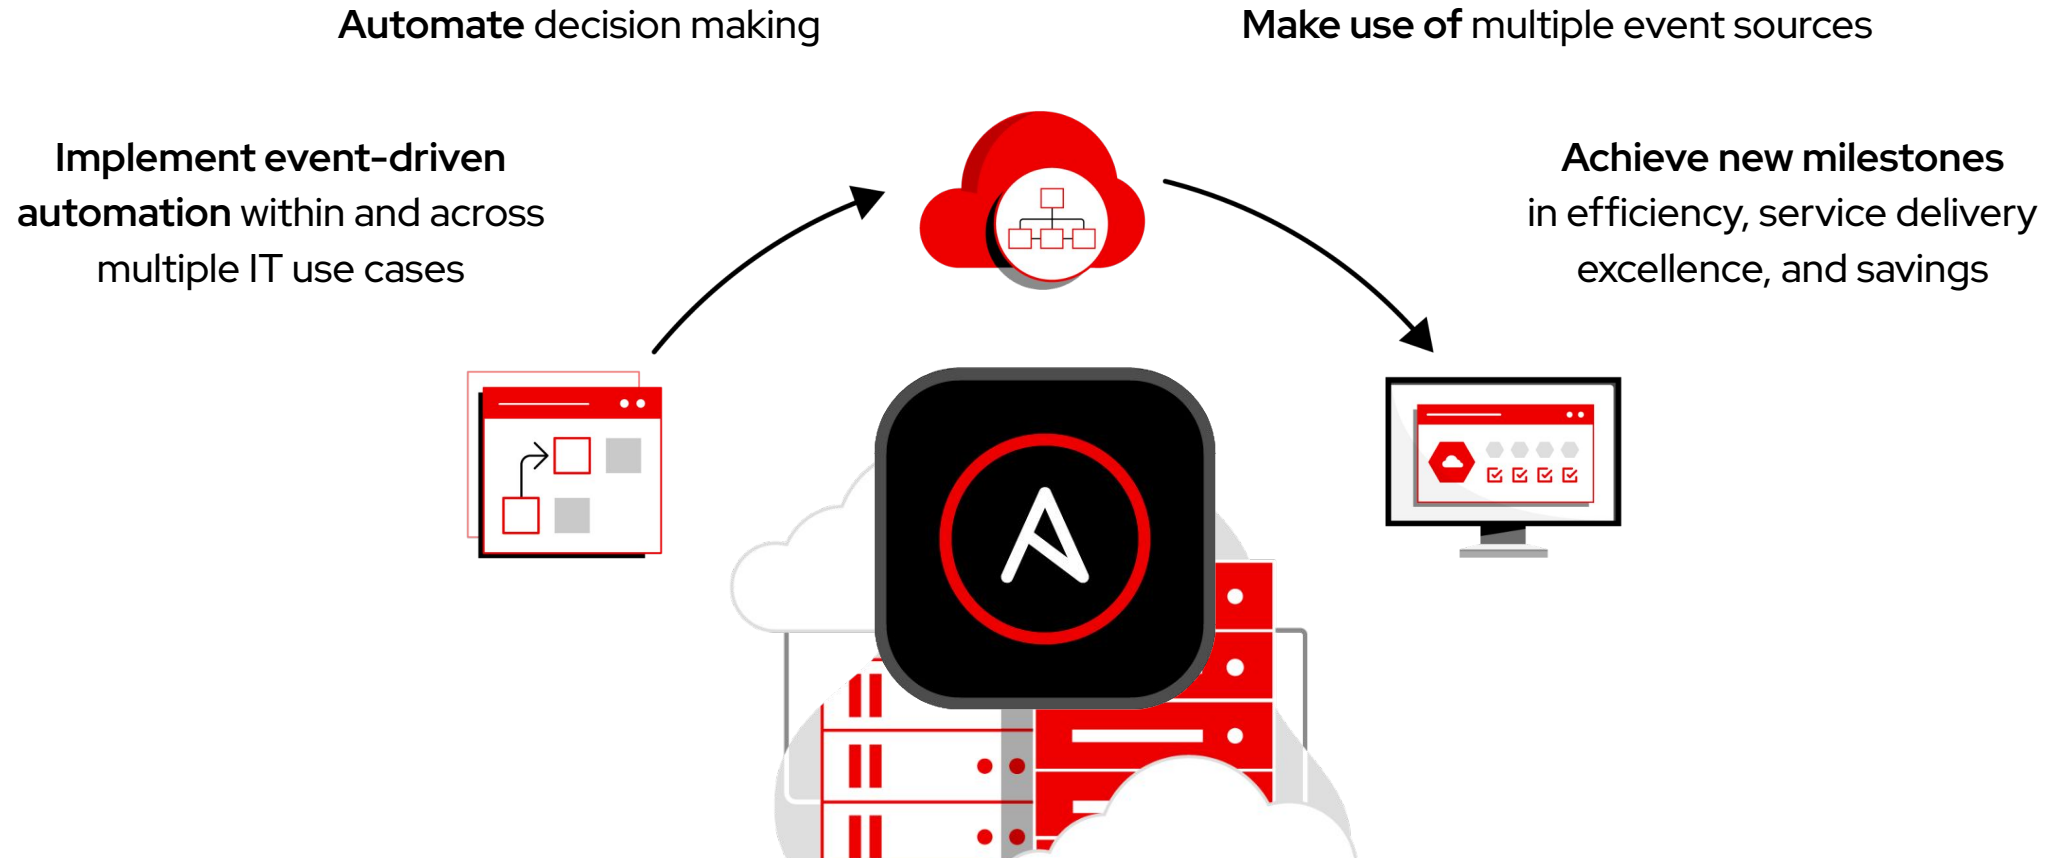 Automate decision making
Make use of multiple event sources
Implement event-driven
automation within and across
multiple IT use cases
Achieve new milestones
in efficiency, service delivery
excellence, and savings